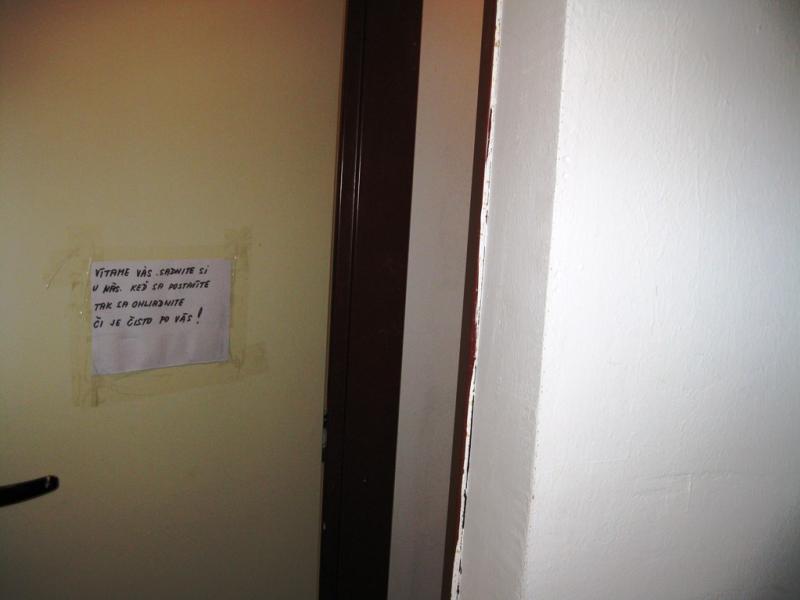 VÍTAME VÁS. SADNITE SI
U NÁS. KEĎ SA POSTAVÍTE
TAK SA OHLIADNITE
ČI JE ČISTO PO VÁS!